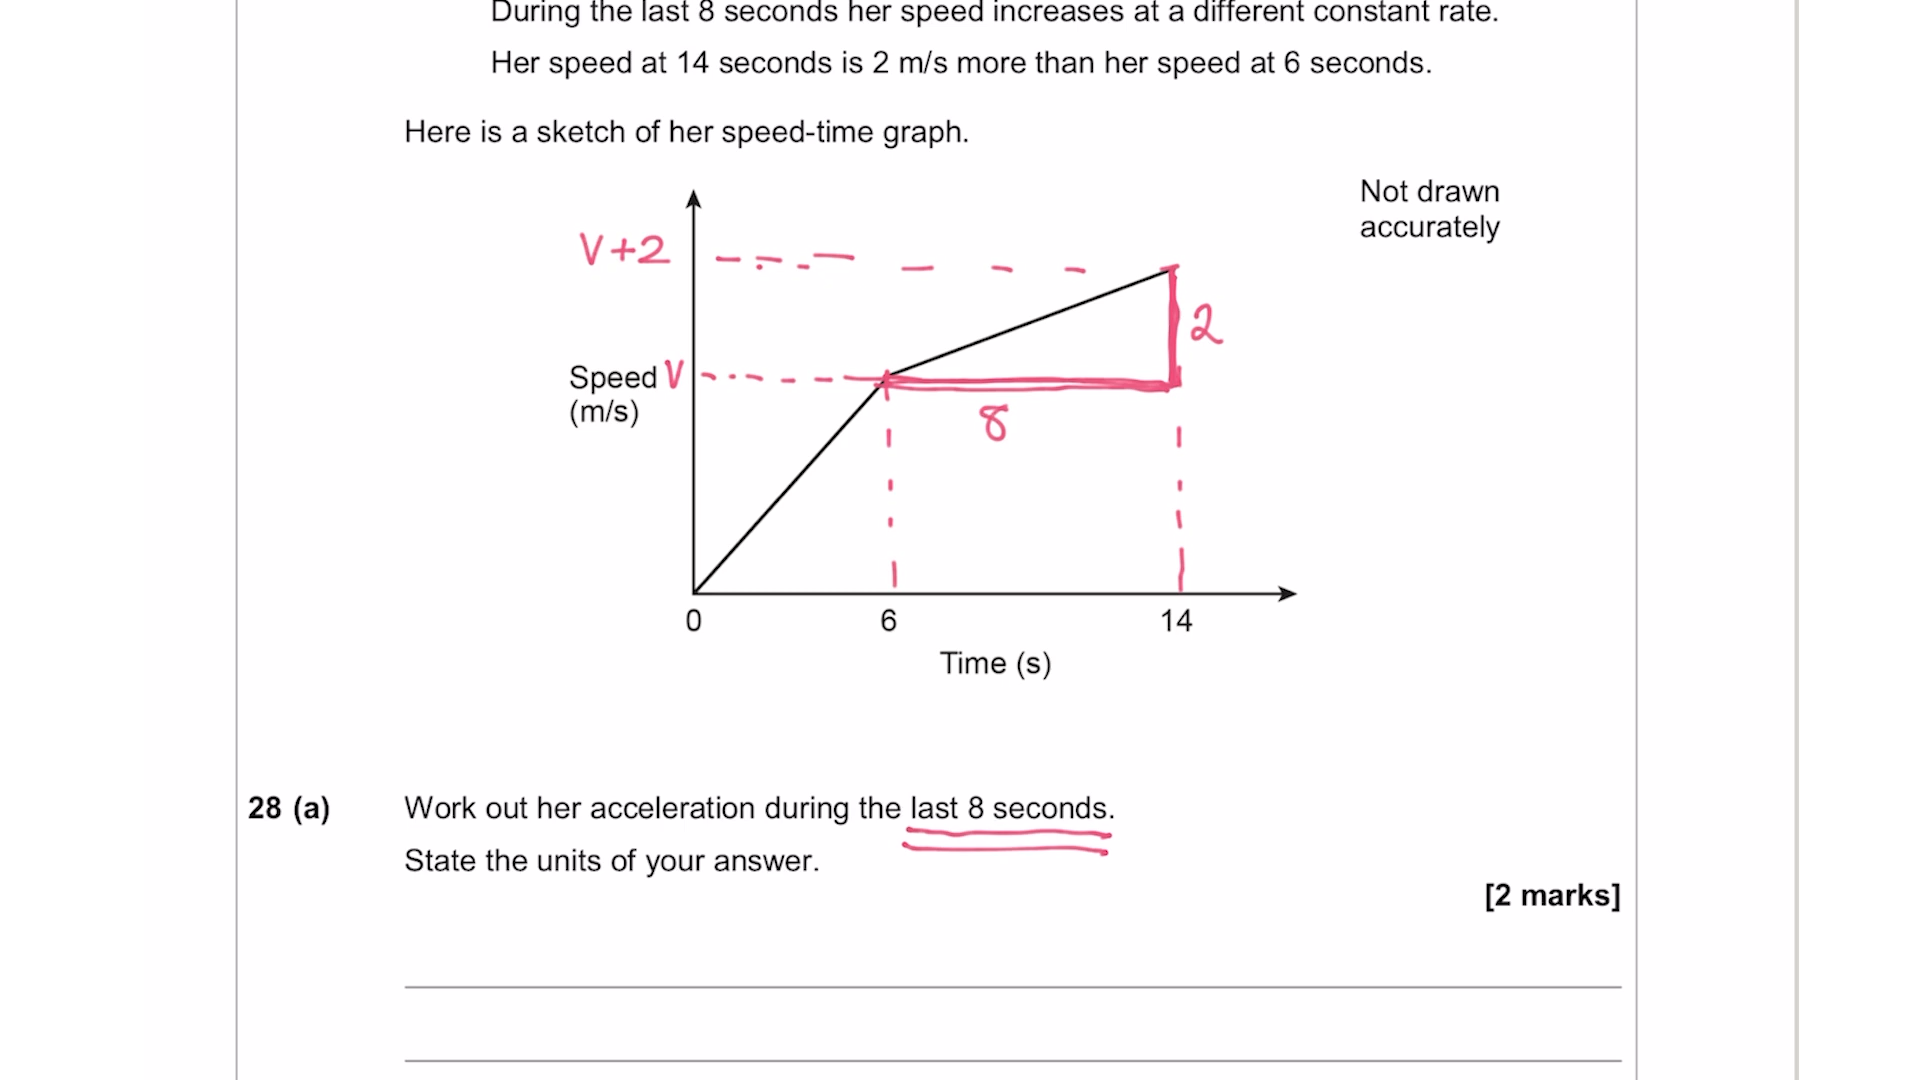 During the last 8 seconds her speed increases at a different constant rate.
Her speed at 14 seconds is 2 m/s more than her speed at 6 seconds.
Here is a sketch of her speed-time graph.
Not drawn
accurately
V+2
2
Speed V
(m/s)
8
0 6 14
Time (s)
28 (a) Work out her acceleration during the last 8 seconds.
State the units of your answer.
[2 marks]